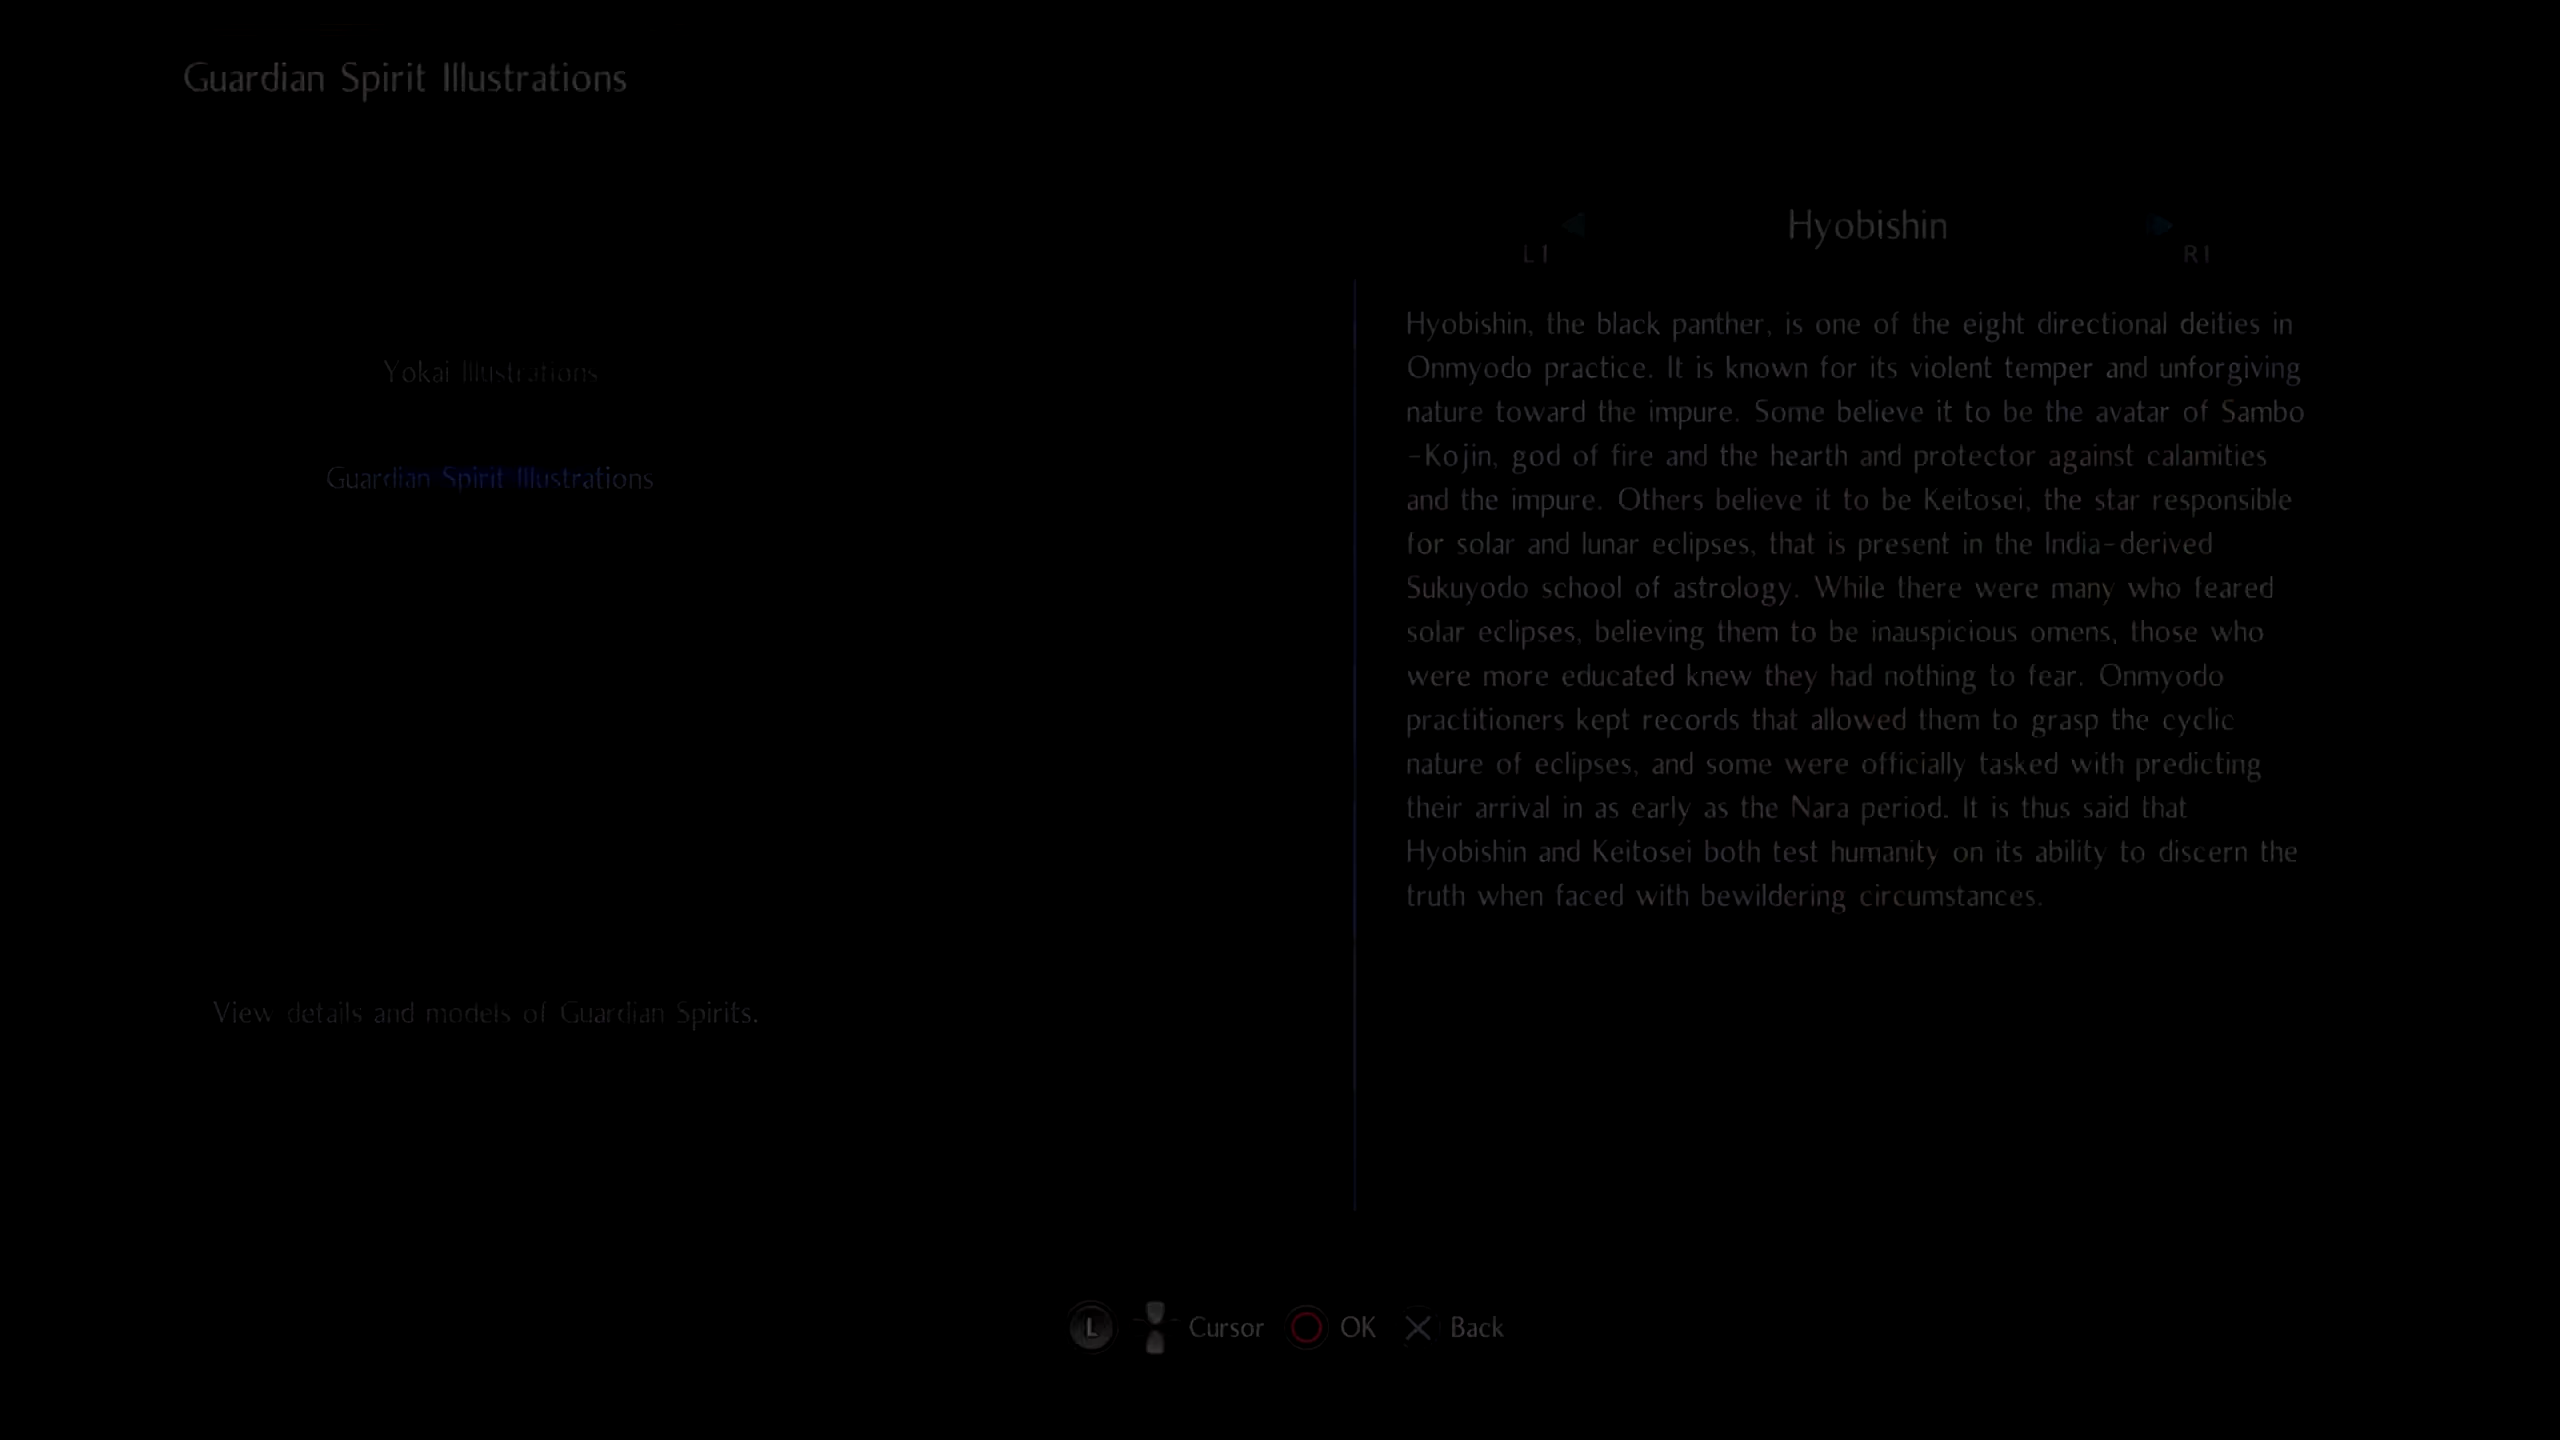 Guardian Spirit Illustrations
Yokai Illustrations
Guardian Spirit Illustrations
View details and models of Guardian Spirits.
L1
Hyobishin
R1
Hyobishin, the black panther, is one of the eight directional deities in
Onmyodo practice. It is known for its violent temper and unforgiving
nature toward the impure. Some believe it to be the avatar of Sambo
-Kojin, god of fire and the hearth and protector against calamities
and the impure. Others believe it to be Keitosei, the star responsible
for solar and lunar eclipses, that is present in the India-derived
Sukuyodo school of astrology. While there were many who feared
solar eclipses, believing them to be inauspicious omens, those who
were more educated knew they had nothing to fear. Onmyodo
practitioners kept records that allowed them to grasp the cyclic
nature of eclipses, and some were officially tasked with predicting
their arrival in as early as the Nara period. It is thus said that
Hyobishin and Keitosei both test humanity on its ability to discern the
truth when faced with bewildering circumstances.
L Cursor OK Back